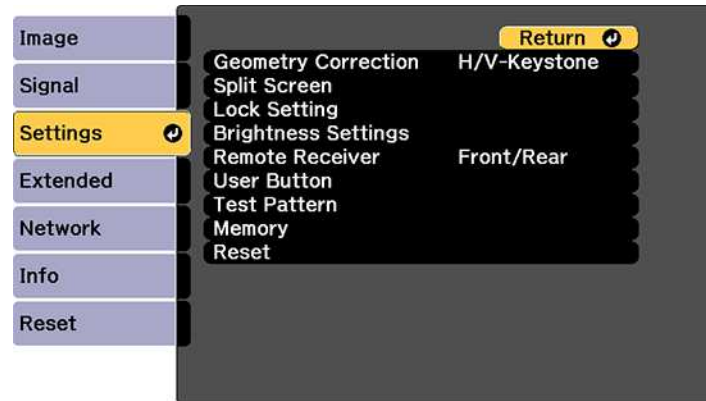 Image
Signal
Settings
Extended
Network
Info
Reset
Return
Geometry Correction H/V-Keystone
Split Screen
Lock Setting
Brightness Settings
Remote Receiver Front/Rear
User Button
Test Pattern
Memory
Reset